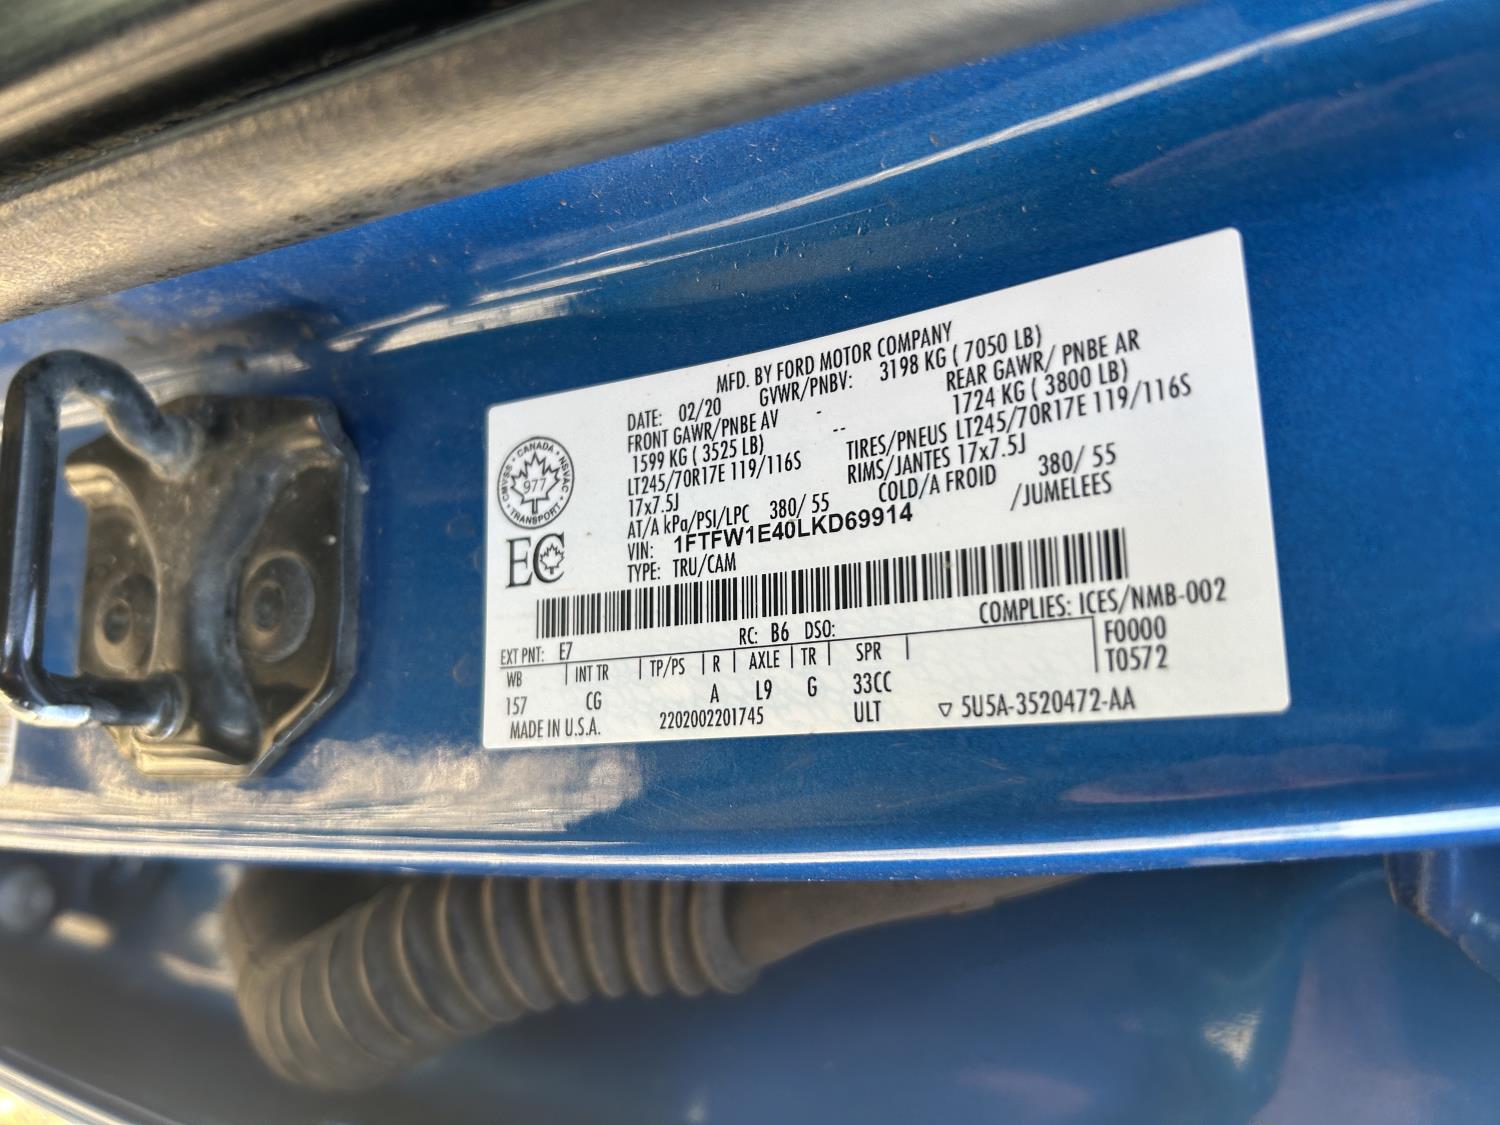 MFD. BY FORD MOTOR COMPANY
DATE: 02/20 GVWR/PNBV: 3198 KG ( 7050 LB)
FRONT GAWR/PNBE AV - REAR GAWR/ PNBE AR
1599 KG ( 3525 LB) -- 1724 KG ( 3800 LB)
LT245/70R17E 119/116S TIRES/PNEUS LT245/70R17E 119/116S
17x7.5J RIMS/JANTES 17x7.5J
AT/A kPa/PSI/LPC 380/ 55 COLD/A FROID 380/ 55
VIN: 1FTFW1E40LKD69914 /JUMELEES
TYPE: TRU/CAM
CANADA
CMVSS NSVAC
977
TRANSPORT
EC
COMPLIES: ICES/NMB-002
EXT PNT: E7 RC: B6 DSO: F0000
WB INT TR TP/PS R AXLE TR SPR T0572
157 CG A L9 G 33CC
MADE IN U.S.A. 2202002201745 ULT ▽ 5U5A-3520472-AA